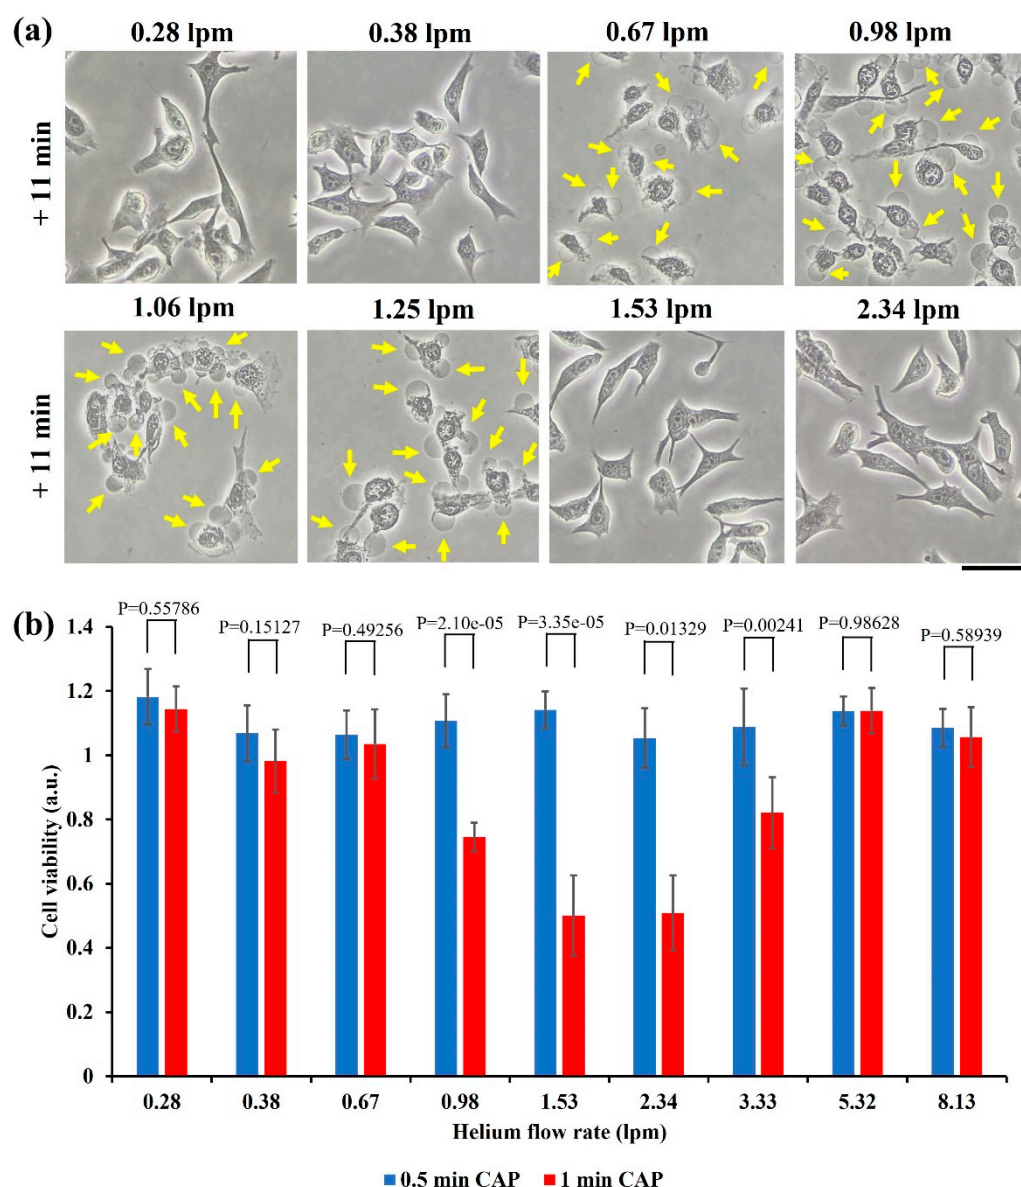 (a)
0.28 lpm 0.38 lpm 0.67 lpm 0.98 lpm
+ 11 min
1.06 lpm 1.25 lpm 1.53 lpm 2.34 lpm
+ 11 min
(b)
P=0.55786 P=0.15127 P=0.49256 P=2.10e-05 P=3.35e-05 P=0.01329 P=0.00241 P=0.98628 P=0.58939
1.4
1.2
1
0.8
0.6
0.4
0.2
0
Cell viability (a.u.)
0.28 0.38 0.67 0.98 1.53 2.34 3.33 5.32 8.13
Helium flow rate (lpm)
0.5 min CAP 1 min CAP